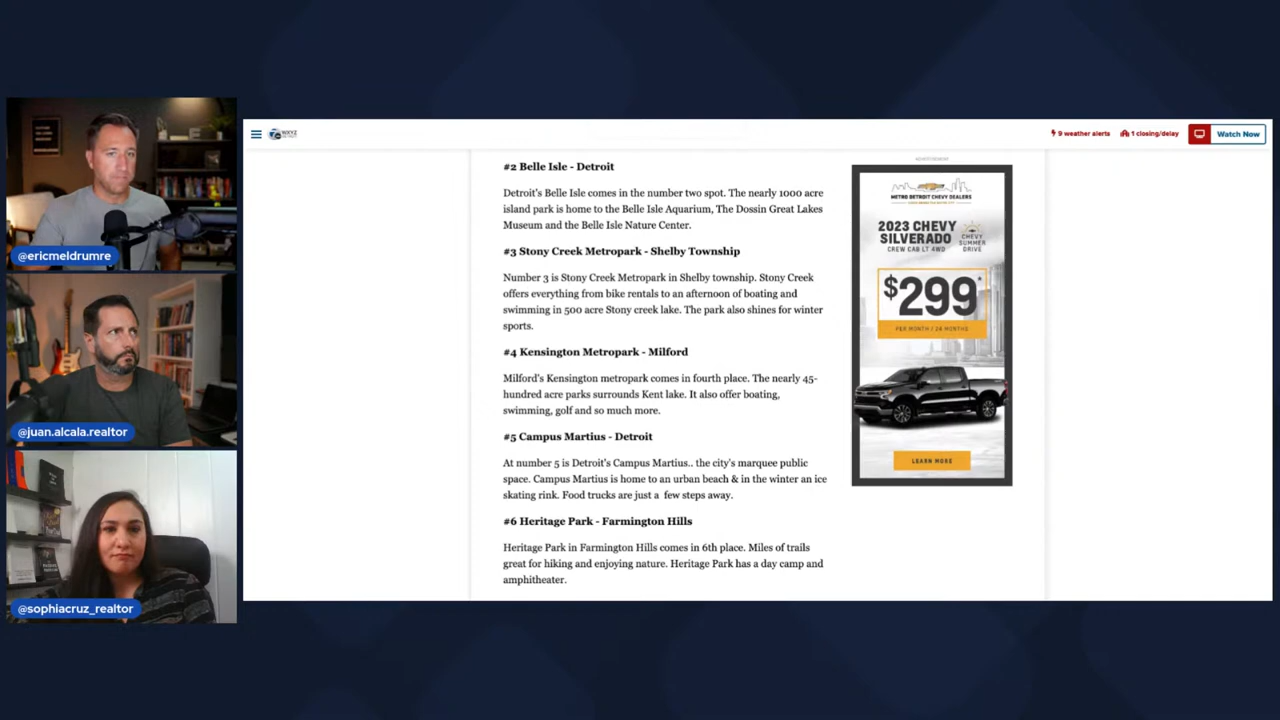 @ericmeldrumre
@juan.alcala.realtor
@sophiacruz_realtor
WXYZ
9 weather alerts
1 closing/delay
Watch Now
#2 Belle Isle - Detroit
Detroit's Belle Isle comes in the number two spot. The nearly 1000 acre
island park is home to the Belle Isle Aquarium, The Dossin Great Lakes
Museum and the Belle Isle Nature Center.
#3 Stony Creek Metropark - Shelby Township
Number 3 is Stony Creek Metropark in Shelby township. Stony Creek
offers everything from bike rentals to an afternoon of boating and
swimming in 500 acre Stony creek lake. The park also shines for winter
sports.
#4 Kensington Metropark - Milford
Milford's Kensington metropark comes in fourth place. The nearly 45-
hundred acre parks surrounds Kent lake. It also offer boating,
swimming, golf and so much more.
#5 Campus Martius - Detroit
At number 5 is Detroit's Campus Martius.. the city's marquee public
space. Campus Martius is home to an urban beach & in the winter an ice
skating rink. Food trucks are just a few steps away.
#6 Heritage Park - Farmington Hills
Heritage Park in Farmington Hills comes in 6th place. Miles of trails
great for hiking and enjoying nature. Heritage Park has a day camp and
amphitheater.
ADVERTISEMENT
METRO DETROIT CHEVY DEALERS
2023 CHEVY
SILVERADO
CREW CAB LT 4WD
CHEVY
SUMMER
DRIVE
$299*
PER MONTH / 24 MONTHS
LEARN MORE